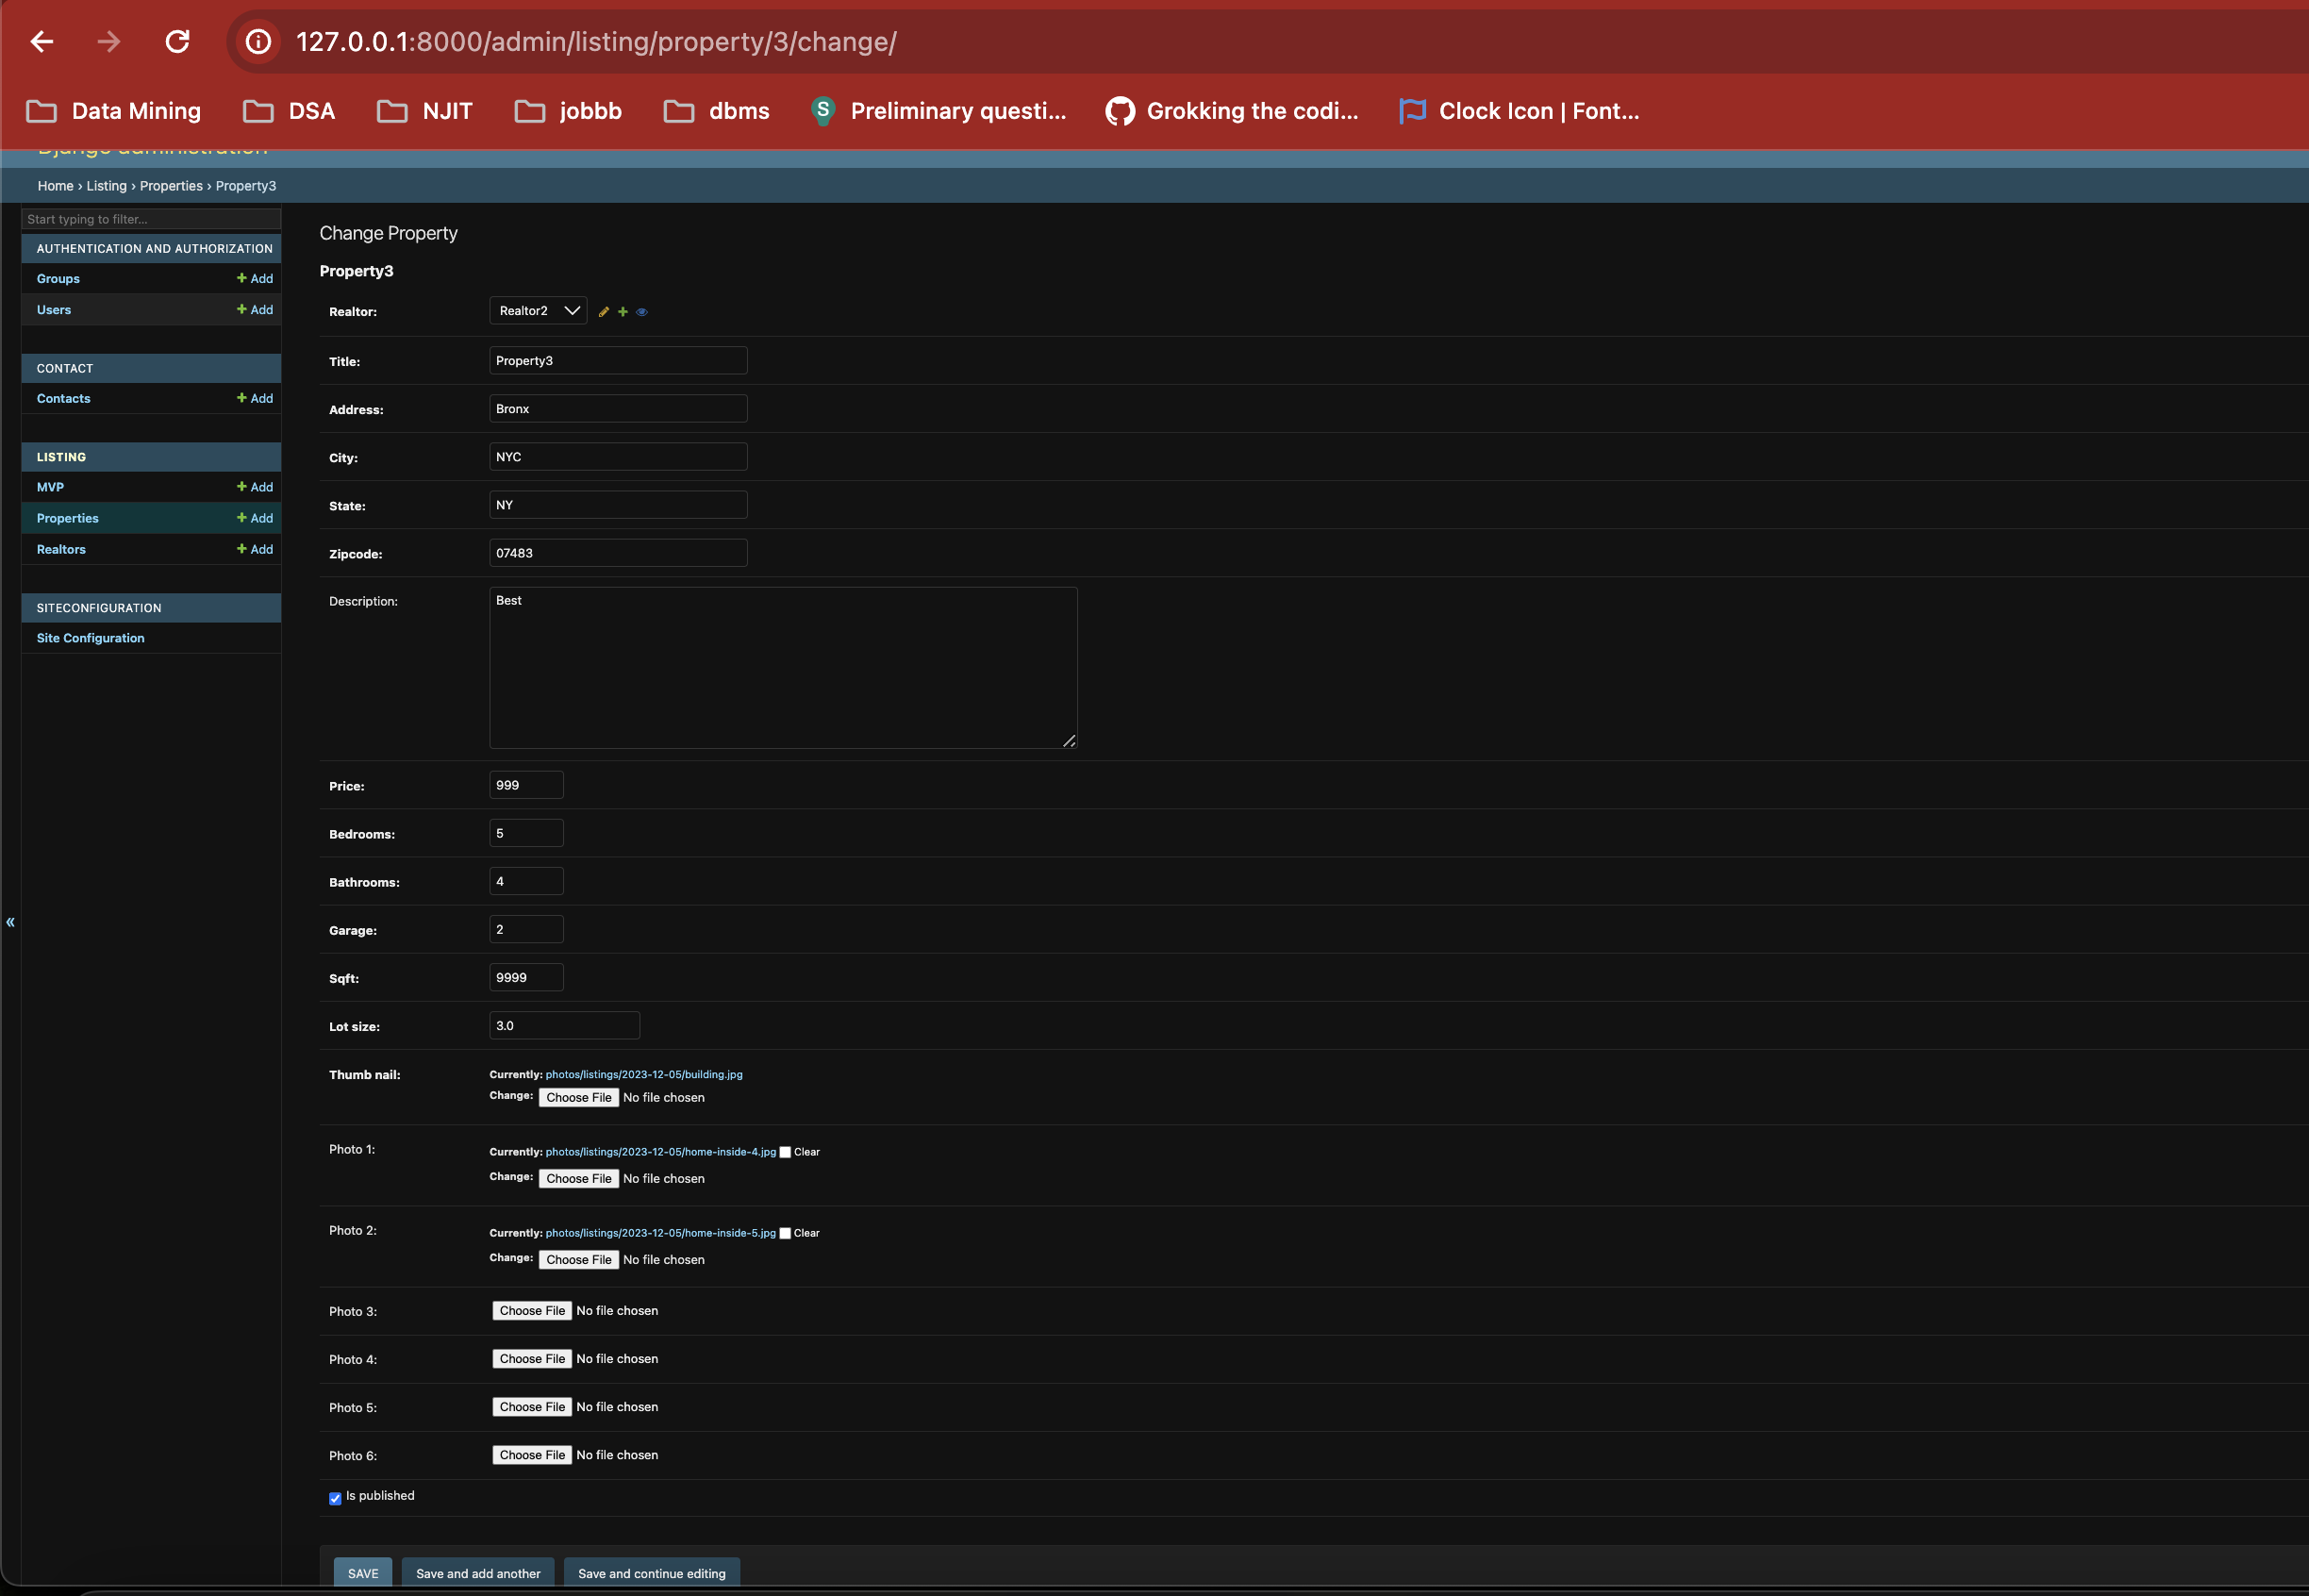 127.0.0.1:8000/admin/listing/property/3/change/
Data Mining DSA NJIT jobbb dbms Preliminary questi... Grokking the codi... Clock Icon | Font...
Django administration
Home › Listing › Properties › Property3
Start typing to filter...
AUTHENTICATION AND AUTHORIZATION
Groups + Add
Users + Add
CONTACT
Contacts + Add
LISTING
MVP + Add
Properties + Add
Realtors + Add
SITECONFIGURATION
Site Configuration
«
Change Property
Property3
Realtor: Realtor2
Title: Property3
Address: Bronx
City: NYC
State: NY
Zipcode: 07483
Description: Best
Price: 999
Bedrooms: 5
Bathrooms: 4
Garage: 2
Sqft: 9999
Lot size: 3.0
Thumb nail: Currently: photos/listings/2023-12-05/building.jpg
Change: Choose File No file chosen
Photo 1: Currently: photos/listings/2023-12-05/home-inside-4.jpg Clear
Change: Choose File No file chosen
Photo 2: Currently: photos/listings/2023-12-05/home-inside-5.jpg Clear
Change: Choose File No file chosen
Photo 3: Choose File No file chosen
Photo 4: Choose File No file chosen
Photo 5: Choose File No file chosen
Photo 6: Choose File No file chosen
Is published
SAVE Save and add another Save and continue editing